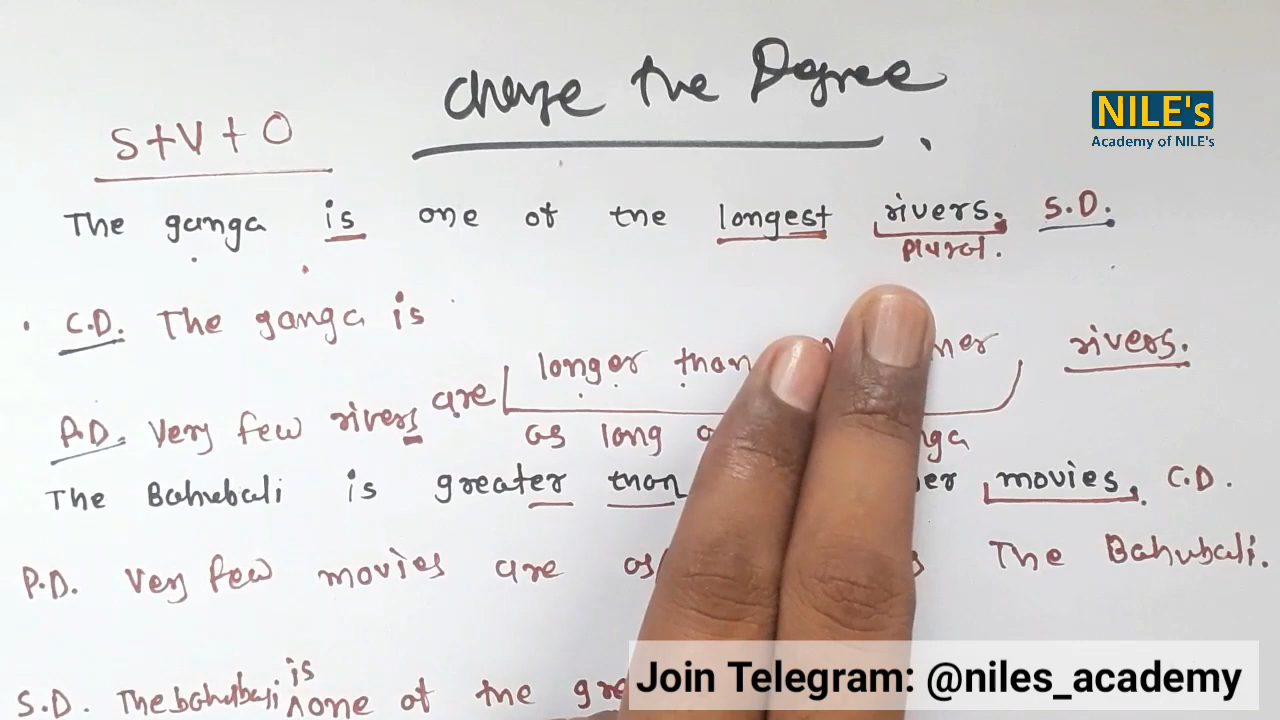 change the Degree.
NILE's
Academy of NILE's
S+V+O
The ganga is one of the longest rivers. S.D.
plural.
C.D. The ganga is
longer than rivers.
P.D. Very few rivers are
as long
The Bahubali is greater than movies. C.D.
P.D. Very few movies are The Bahubali.
is
S.D. The bahubali one of the
Join Telegram: @niles_academy